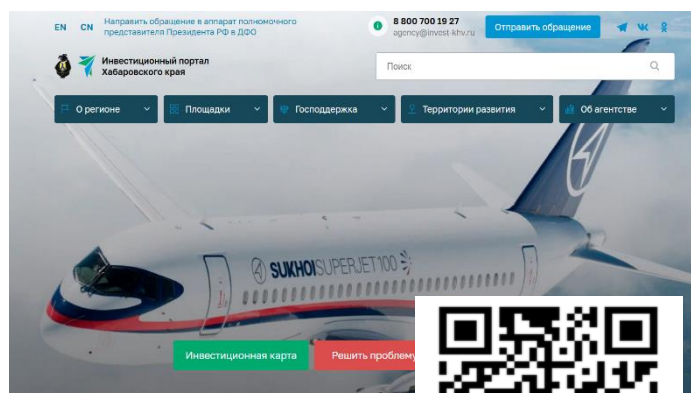 EN CN Направить обращение в аппарат полномочного
представителя Президента РФ в ДФО
8 800 700 19 27
agency@invest-khv.ru
Отправить обращение
Инвестиционный портал
Хабаровского края
Поиск
О регионе
Площадки
Господдержка
Территории развития
Об агентстве
SUKHOI SUPERJET 100
Инвестиционная карта
Решить проблему